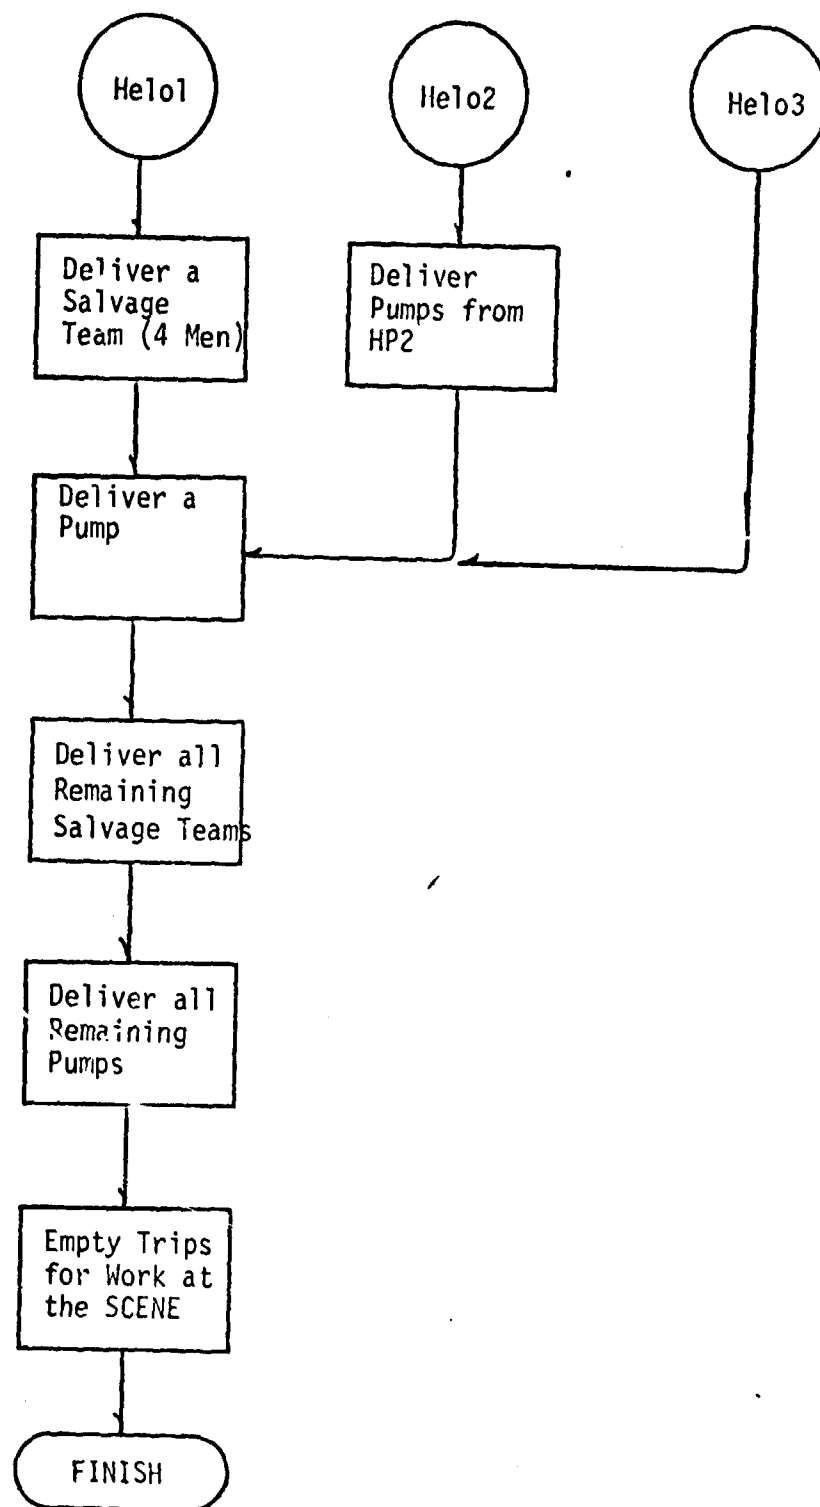 Helo1
Helo2
Helo3
Deliver a
Salvage
Team (4 Men)
Deliver
Pumps from
HP2
Deliver a
Pump
Deliver all
Remaining
Salvage Teams
Deliver all
Remaining
Pumps
Empty Trips
for Work at
the SCENE
FINISH